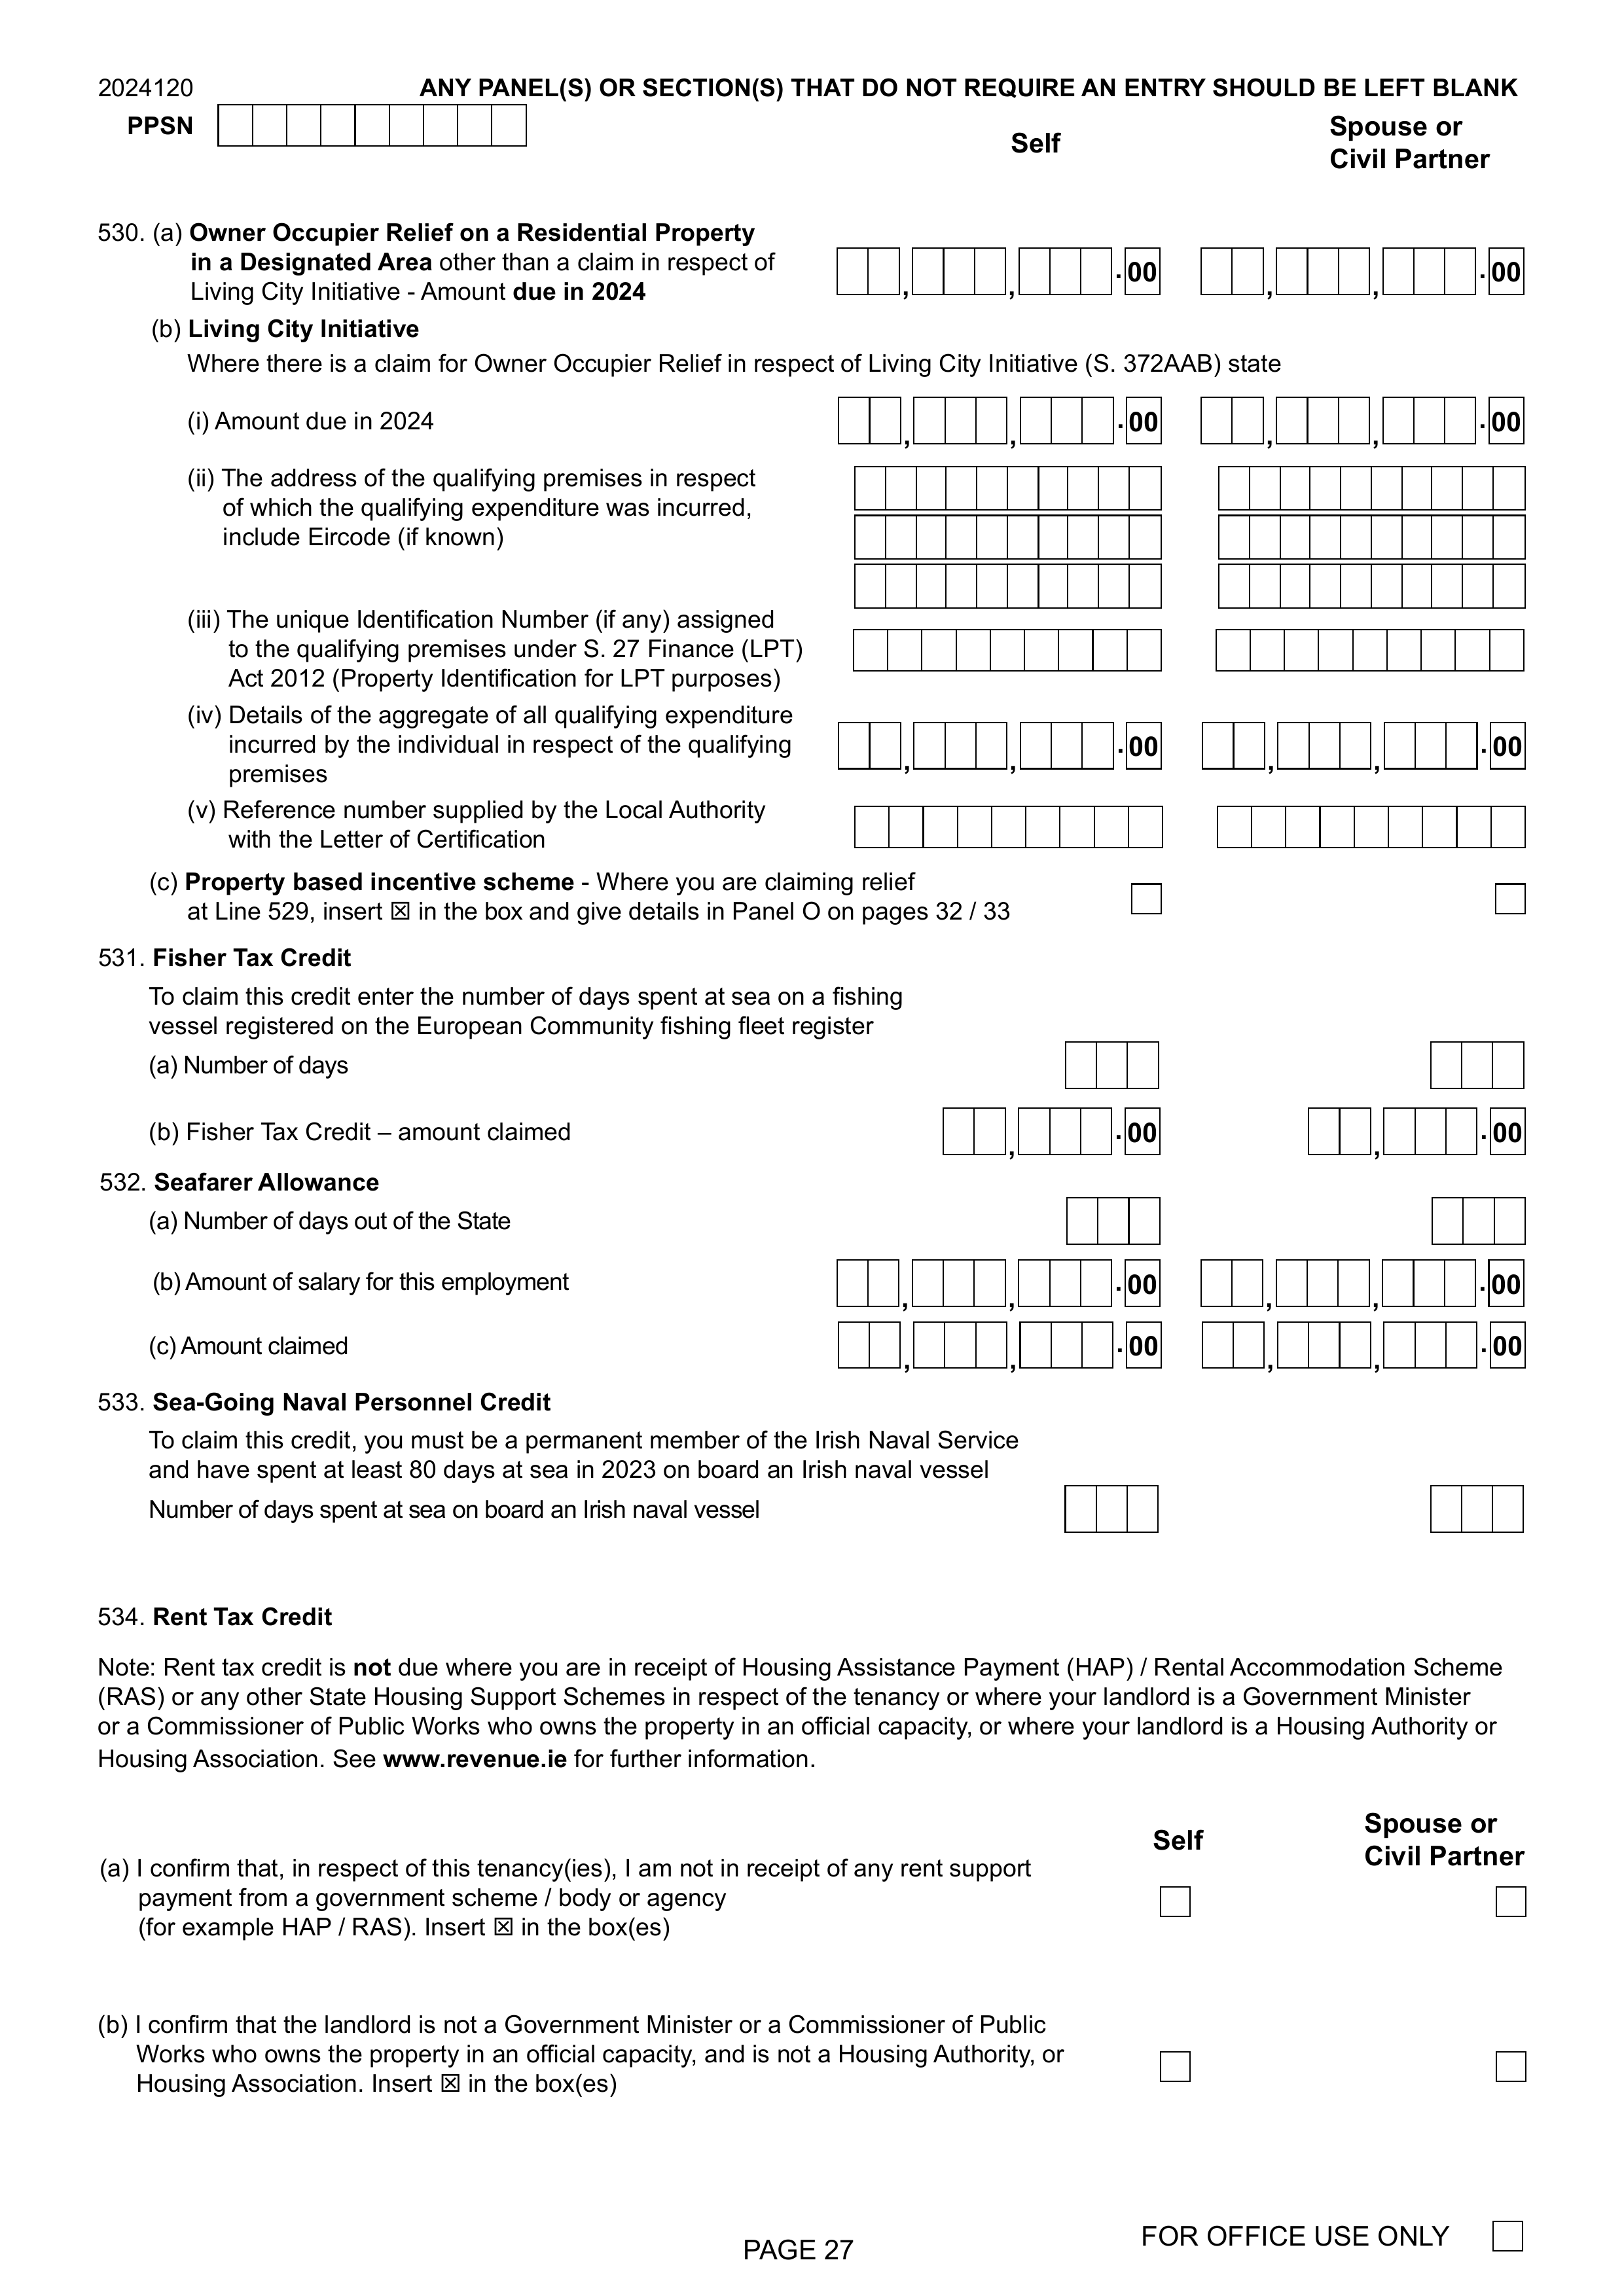 2024120
ANY PANEL(S) OR SECTION(S) THAT DO NOT REQUIRE AN ENTRY SHOULD BE LEFT BLANK
PPSN
Self
Spouse or
Civil Partner
530. (a) Owner Occupier Relief on a Residential Property
in a Designated Area other than a claim in respect of
Living City Initiative - Amount due in 2024
, , .00 , , .00
(b) Living City Initiative
Where there is a claim for Owner Occupier Relief in respect of Living City Initiative (S. 372AAB) state
(i) Amount due in 2024 , , .00 , , .00
(ii) The address of the qualifying premises in respect
of which the qualifying expenditure was incurred,
include Eircode (if known)
(iii) The unique Identification Number (if any) assigned
to the qualifying premises under S. 27 Finance (LPT)
Act 2012 (Property Identification for LPT purposes)
(iv) Details of the aggregate of all qualifying expenditure
incurred by the individual in respect of the qualifying
premises
, , .00 , , .00
(v) Reference number supplied by the Local Authority
with the Letter of Certification
(c) Property based incentive scheme - Where you are claiming relief
at Line 529, insert ☒ in the box and give details in Panel O on pages 32 / 33
531. Fisher Tax Credit
To claim this credit enter the number of days spent at sea on a fishing
vessel registered on the European Community fishing fleet register
(a) Number of days
(b) Fisher Tax Credit – amount claimed , .00 , .00
532. Seafarer Allowance
(a) Number of days out of the State
(b) Amount of salary for this employment , , .00 , , .00
(c) Amount claimed , , .00 , , .00
533. Sea-Going Naval Personnel Credit
To claim this credit, you must be a permanent member of the Irish Naval Service
and have spent at least 80 days at sea in 2023 on board an Irish naval vessel
Number of days spent at sea on board an Irish naval vessel
534. Rent Tax Credit
Note: Rent tax credit is not due where you are in receipt of Housing Assistance Payment (HAP) / Rental Accommodation Scheme
(RAS) or any other State Housing Support Schemes in respect of the tenancy or where your landlord is a Government Minister
or a Commissioner of Public Works who owns the property in an official capacity, or where your landlord is a Housing Authority or
Housing Association. See www.revenue.ie for further information.
Self
Spouse or
Civil Partner
(a) I confirm that, in respect of this tenancy(ies), I am not in receipt of any rent support
payment from a government scheme / body or agency
(for example HAP / RAS). Insert ☒ in the box(es)
(b) I confirm that the landlord is not a Government Minister or a Commissioner of Public
Works who owns the property in an official capacity, and is not a Housing Authority, or
Housing Association. Insert ☒ in the box(es)
PAGE 27
FOR OFFICE USE ONLY